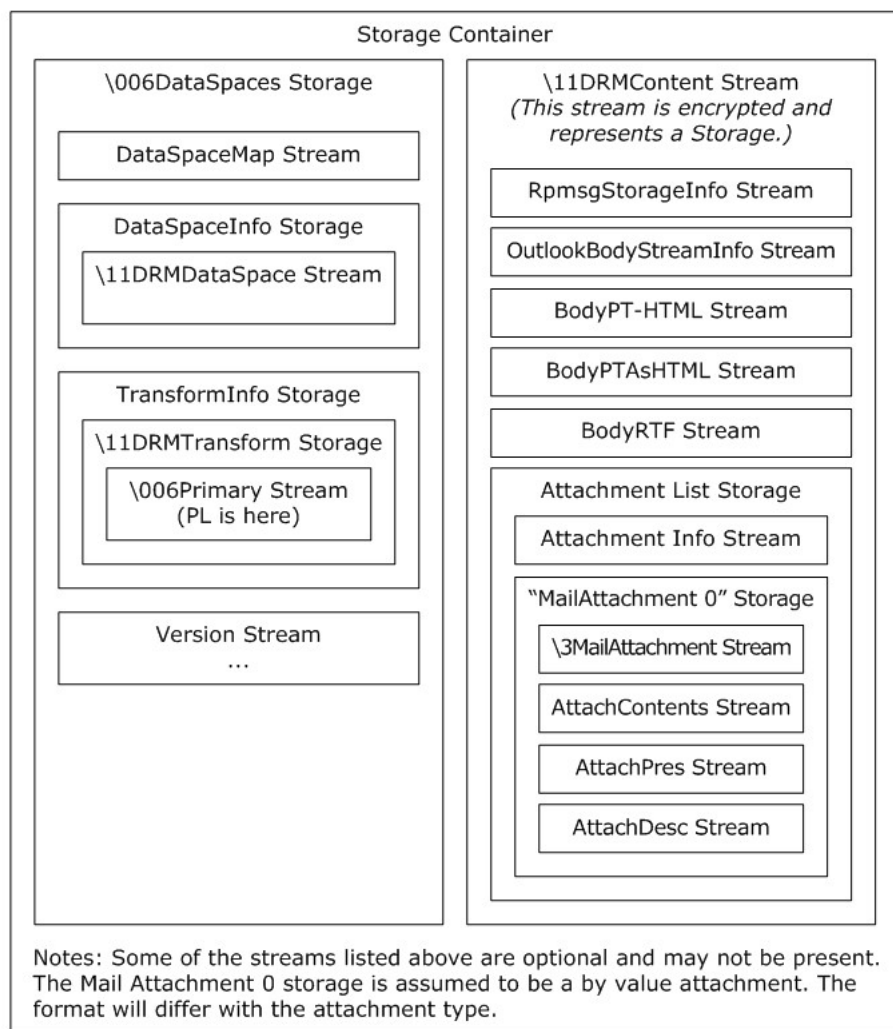 Storage Container
\006DataSpaces Storage
DataSpaceMap Stream
DataSpaceInfo Storage
\11DRMDataSpace Stream
TransformInfo Storage
\11DRMTransform Storage
\006Primary Stream
(PL is here)
Version Stream
...
\11DRMContent Stream
(This stream is encrypted and
represents a Storage.)
RpmsgStorageInfo Stream
OutlookBodyStreamInfo Stream
BodyPT-HTML Stream
BodyPTAsHTML Stream
BodyRTF Stream
Attachment List Storage
Attachment Info Stream
“MailAttachment 0” Storage
\3MailAttachment Stream
AttachContents Stream
AttachPres Stream
AttachDesc Stream
Notes: Some of the streams listed above are optional and may not be present.
The Mail Attachment 0 storage is assumed to be a by value attachment. The
format will differ with the attachment type.